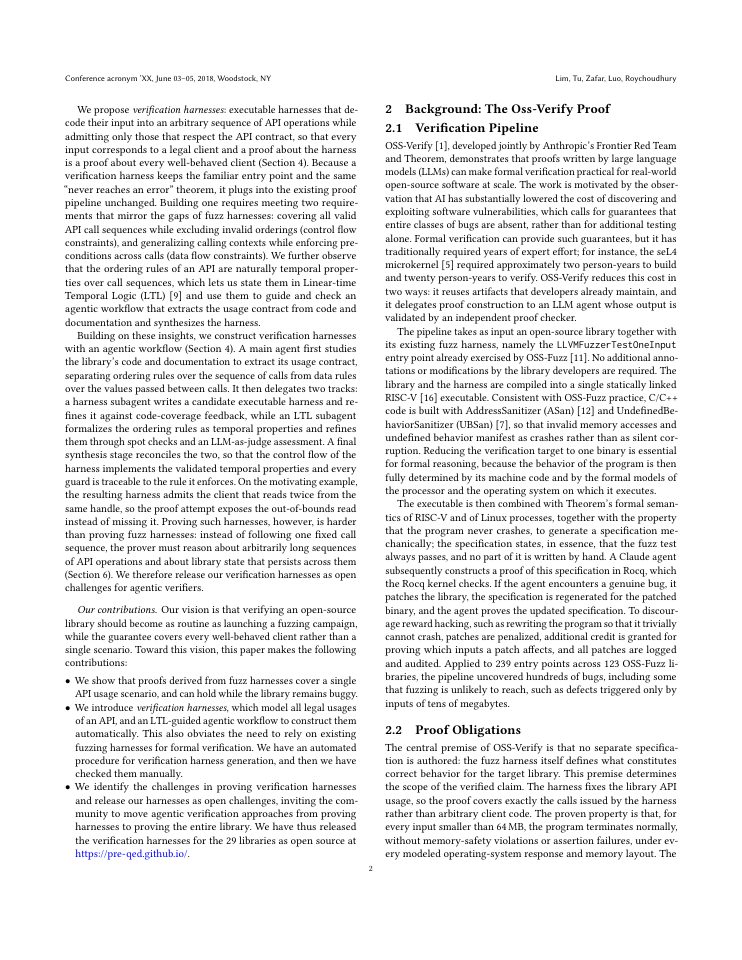 Conference acronym 'XX, June 03–05, 2018, Woodstock, NY
Lim, Tu, Zafar, Luo, Roychoudhury
We propose verification harnesses: executable harnesses that de-
code their input into an arbitrary sequence of API operations while
admitting only those that respect the API contract, so that every
input corresponds to a legal client and a proof about the harness
is a proof about every well-behaved client (Section 4). Because a
verification harness keeps the familiar entry point and the same
"never reaches an error" theorem, it plugs into the existing proof
pipeline unchanged. Building one requires meeting two require-
ments that mirror the gaps of fuzz harnesses: covering all valid
API call sequences while excluding invalid orderings (control flow
constraints), and generalizing calling contexts while enforcing pre-
conditions across calls (data flow constraints). We further observe
that the ordering rules of an API are naturally temporal proper-
ties over call sequences, which lets us state them in Linear-time
Temporal Logic (LTL) [9] and use them to guide and check an
agentic workflow that extracts the usage contract from code and
documentation and synthesizes the harness.
Building on these insights, we construct verification harnesses
with an agentic workflow (Section 4). A main agent first studies
the library's code and documentation to extract its usage contract,
separating ordering rules over the sequence of calls from data rules
over the values passed between calls. It then delegates two tracks:
a harness subagent writes a candidate executable harness and re-
fines it against code-coverage feedback, while an LTL subagent
formalizes the ordering rules as temporal properties and refines
them through spot checks and an LLM-as-judge assessment. A final
synthesis stage reconciles the two, so that the control flow of the
harness implements the validated temporal properties and every
guard is traceable to the rule it enforces. On the motivating example,
the resulting harness admits the client that reads twice from the
same handle, so the proof attempt exposes the out-of-bounds read
instead of missing it. Proving such harnesses, however, is harder
than proving fuzz harnesses: instead of following one fixed call
sequence, the prover must reason about arbitrarily long sequences
of API operations and about library state that persists across them
(Section 6). We therefore release our verification harnesses as open
challenges for agentic verifiers.
Our contributions. Our vision is that verifying an open-source
library should become as routine as launching a fuzzing campaign,
while the guarantee covers every well-behaved client rather than a
single scenario. Toward this vision, this paper makes the following
contributions:
• We show that proofs derived from fuzz harnesses cover a single
API usage scenario, and can hold while the library remains buggy.
• We introduce verification harnesses, which model all legal usages
of an API, and an LTL-guided agentic workflow to construct them
automatically. This also obviates the need to rely on existing
fuzzing harnesses for formal verification. We have an automated
procedure for verification harness generation, and then we have
checked them manually.
• We identify the challenges in proving verification harnesses
and release our harnesses as open challenges, inviting the com-
munity to move agentic verification approaches from proving
harnesses to proving the entire library. We have thus released
the verification harnesses for the 29 libraries as open source at
https://pre-qed.github.io/.
2 Background: The Oss-Verify Proof
2.1 Verification Pipeline
OSS-Verify [1], developed jointly by Anthropic's Frontier Red Team
and Theorem, demonstrates that proofs written by large language
models (LLMs) can make formal verification practical for real-world
open-source software at scale. The work is motivated by the obser-
vation that AI has substantially lowered the cost of discovering and
exploiting software vulnerabilities, which calls for guarantees that
entire classes of bugs are absent, rather than for additional testing
alone. Formal verification can provide such guarantees, but it has
traditionally required years of expert effort; for instance, the seL4
microkernel [5] required approximately two person-years to build
and twenty person-years to verify. OSS-Verify reduces this cost in
two ways: it reuses artifacts that developers already maintain, and
it delegates proof construction to an LLM agent whose output is
validated by an independent proof checker.
The pipeline takes as input an open-source library together with
its existing fuzz harness, namely the LLVMFuzzerTestOneInput
entry point already exercised by OSS-Fuzz [11]. No additional anno-
tations or modifications by the library developers are required. The
library and the harness are compiled into a single statically linked
RISC-V [16] executable. Consistent with OSS-Fuzz practice, C/C++
code is built with AddressSanitizer (ASan) [12] and UndefinedBe-
haviorSanitizer (UBSan) [7], so that invalid memory accesses and
undefined behavior manifest as crashes rather than as silent cor-
ruption. Reducing the verification target to one binary is essential
for formal reasoning, because the behavior of the program is then
fully determined by its machine code and by the formal models of
the processor and the operating system on which it executes.
The executable is then combined with Theorem's formal seman-
tics of RISC-V and of Linux processes, together with the property
that the program never crashes, to generate a specification me-
chanically; the specification states, in essence, that the fuzz test
always passes, and no part of it is written by hand. A Claude agent
subsequently constructs a proof of this specification in Rocq, which
the Rocq kernel checks. If the agent encounters a genuine bug, it
patches the library, the specification is regenerated for the patched
binary, and the agent proves the updated specification. To discour-
age reward hacking, such as rewriting the program so that it trivially
cannot crash, patches are penalized, additional credit is granted for
proving which inputs a patch affects, and all patches are logged
and audited. Applied to 239 entry points across 123 OSS-Fuzz li-
braries, the pipeline uncovered hundreds of bugs, including some
that fuzzing is unlikely to reach, such as defects triggered only by
inputs of tens of megabytes.
2.2 Proof Obligations
The central premise of OSS-Verify is that no separate specifica-
tion is authored: the fuzz harness itself defines what constitutes
correct behavior for the target library. This premise determines
the scope of the verified claim. The harness fixes the library API
usage, so the proof covers exactly the calls issued by the harness
rather than arbitrary client code. The proven property is that, for
every input smaller than 64 MB, the program terminates normally,
without memory-safety violations or assertion failures, under ev-
ery modeled operating-system response and memory layout. The
2